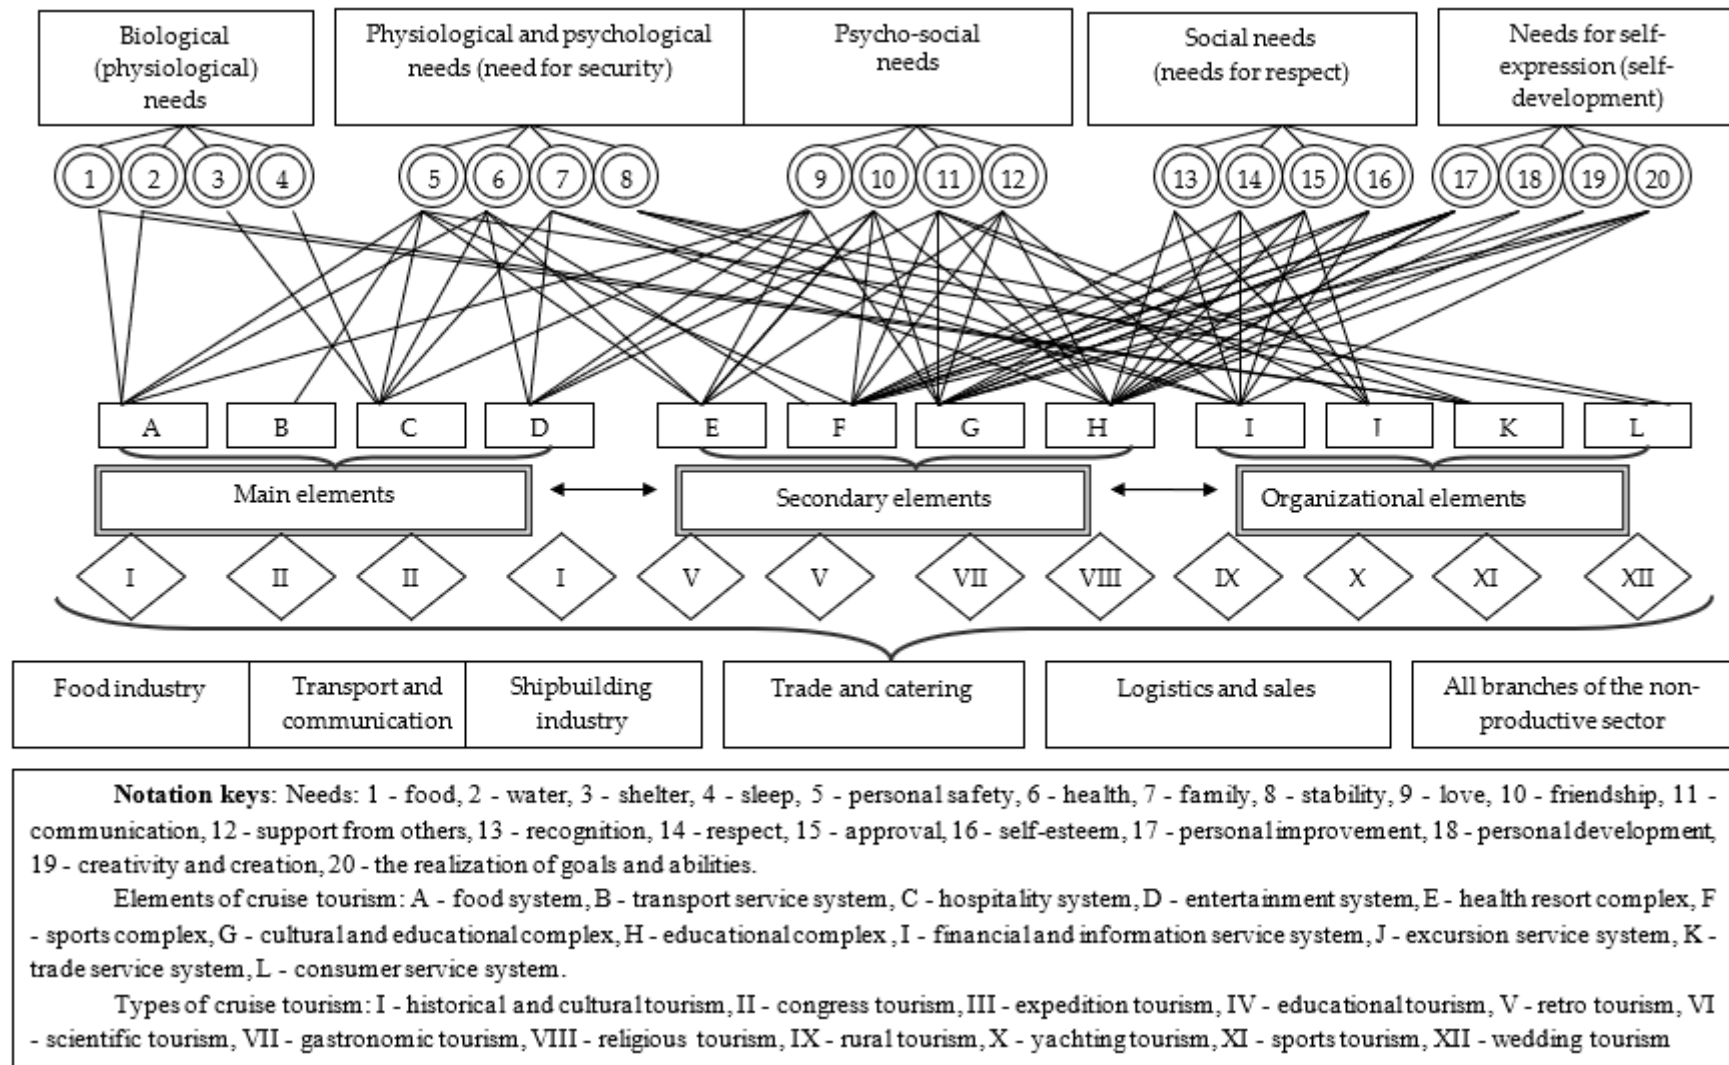 Biological
(physiological)
needs
Physiological and psychological
needs (need for security)
Psycho-social
needs
Social needs
(needs for respect)
Needs for self-
expression (self-
development)
1 2 3 4 5 6 7 8 9 10 11 12 13 14 15 16 17 18 19 20
A B C D E F G H I J K L
Main elements
Secondary elements
Organizational elements
I II II I V V VII VIII IX X XI XII
Food industry
Transport and
communication
Shipbuilding
industry
Trade and catering
Logistics and sales
All branches of the non-
productive sector
Notation keys: Needs: 1 - food, 2 - water, 3 - shelter, 4 - sleep, 5 - personal safety, 6 - health, 7 - family, 8 - stability, 9 - love, 10 - friendship, 11 -
communication, 12 - support from others, 13 - recognition, 14 - respect, 15 - approval, 16 - self-esteem, 17 - personal improvement, 18 - personal development,
19 - creativity and creation, 20 - the realization of goals and abilities.
Elements of cruise tourism: A - food system, B - transport service system, C - hospitality system, D - entertainment system, E - health resort complex, F
- sports complex, G - cultural and educational complex, H - educational complex , I - financial and information service system, J - excursion service system, K -
trade service system, L - consumer service system.
Types of cruise tourism: I - historical and cultural tourism, II - congress tourism, III - expedition tourism, IV - educational tourism, V - retro tourism, VI
- scientific tourism, VII - gastronomic tourism, VIII - religious tourism, IX - rural tourism, X - yachting tourism, XI - sports tourism, XII - wedding tourism